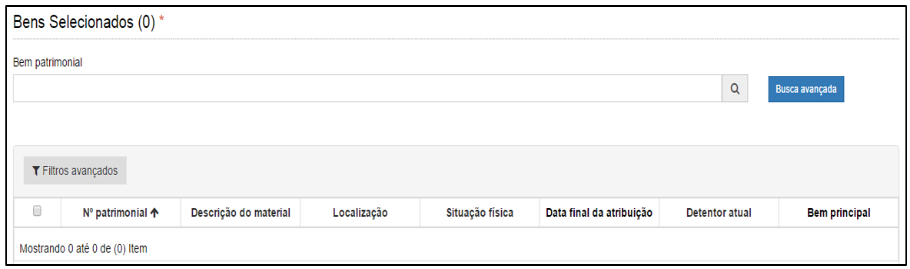 Bens Selecionados (0) *
Bem patrimonial
Busca avançada
Filtros avançados
Nº patrimonial Descrição do material Localização Situação física Data final da atribuição Detentor atual Bem principal
Mostrando 0 até 0 de (0) Item